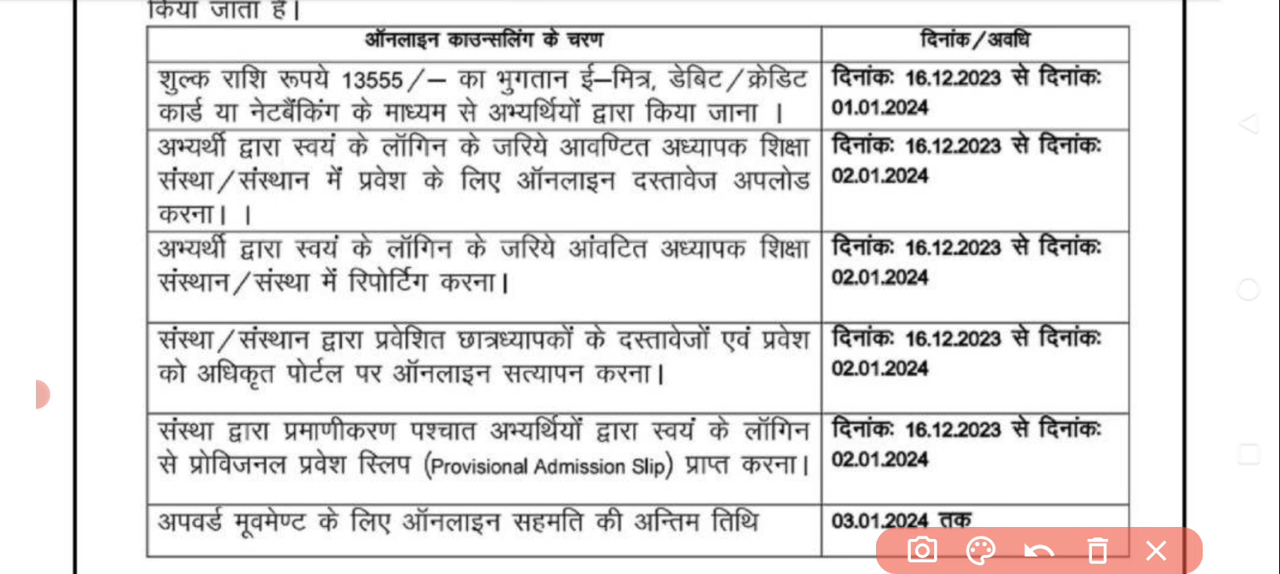 किया जाता है।
ऑनलाइन काउन्सलिंग के चरण
दिनांक/अवधि
शुल्क राशि रूपये 13555/– का भुगतान ई–मित्र, डेबिट/क्रेडिट
कार्ड या नेटबैंकिंग के माध्यम से अभ्यर्थियों द्वारा किया जाना ।
दिनांकः 16.12.2023 से दिनांकः
01.01.2024
अभ्यर्थी द्वारा स्वयं के लॉगिन के जरिये आवण्टित अध्यापक शिक्षा
संस्था/संस्थान में प्रवेश के लिए ऑनलाइन दस्तावेज अपलोड
करना। ।
दिनांकः 16.12.2023 से दिनांकः
02.01.2024
अभ्यर्थी द्वारा स्वयं के लॉगिन के जरिये आंवटित अध्यापक शिक्षा
संस्थान/संस्था में रिपोर्टिग करना।
दिनांकः 16.12.2023 से दिनांकः
02.01.2024
संस्था/संस्थान द्वारा प्रवेशित छात्रध्यापकों के दस्तावेजों एवं प्रवेश
को अधिकृत पोर्टल पर ऑनलाइन सत्यापन करना।
दिनांकः 16.12.2023 से दिनांकः
02.01.2024
संस्था द्वारा प्रमाणीकरण पश्चात अभ्यर्थियों द्वारा स्वयं के लॉगिन
से प्रोविजनल प्रवेश स्लिप (Provisional Admission Slip) प्राप्त करना।
दिनांकः 16.12.2023 से दिनांकः
02.01.2024
अपवर्ड मूवमेण्ट के लिए ऑनलाइन सहमति की अन्तिम तिथि
03.01.2024 तक